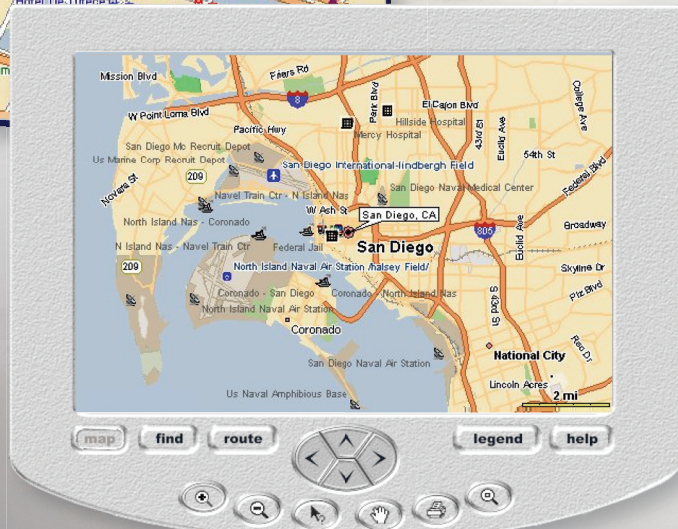 Mission Blvd
Friars Rd
8
Park Blvd
El Cajon Blvd
College Ave
W Point Loma Blvd
Hillside Hospital
Pacific Hwy
Mercy Hospital
43rd St
Euclid Ave
San Diego Mc Recruit Depot
54th St
Us Marine Corp Recruit Depot
San Diego International-lindbergh Field
Federal Blvd
209
Novara St
San Diego Naval Medical Center
Navel Train Ctr - N Island Nas
W Ash St
San Diego, CA
North Island Nas - Coronado
Broadway
805
Euclid Ave
N Island Nas - Navel Train Ctr
Federal Jail
San Diego
209
North Island Naval Air Station /halsey Field/
Skyline Dr
Coronado - San Diego
Coronado - North Island Nas
S 43rd St
Plz Blvd
North Island Naval Air Station
Coronado
Reo Dr
National City
San Diego Naval Air Station
Lincoln Acres
Us Naval Amphibious Base
2 mi
map
find
route
legend
help